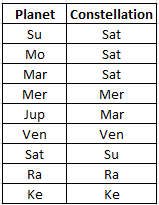 Planet Constellation
Su Sat
Mo Sat
Mar Sat
Mer Mer
Jup Mar
Ven Ven
Sat Su
Ra Ra
Ke Ke